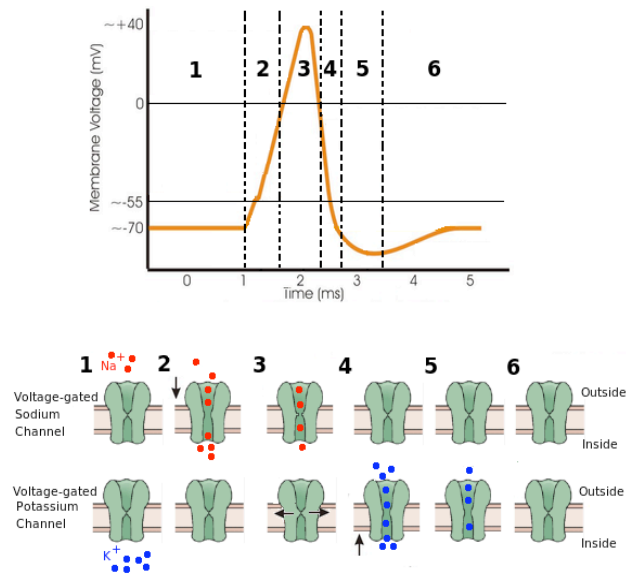 ~+40
1
2
3
4
5
6
Membrane Voltage (mV)
0
~-55
~-70
0
1
2
3
4
5
Time (ms)
1
Na+
2
3
4
5
6
Voltage-gated
Sodium
Channel
Outside
Inside
Voltage-gated
Potassium
Channel
Outside
Inside
K+